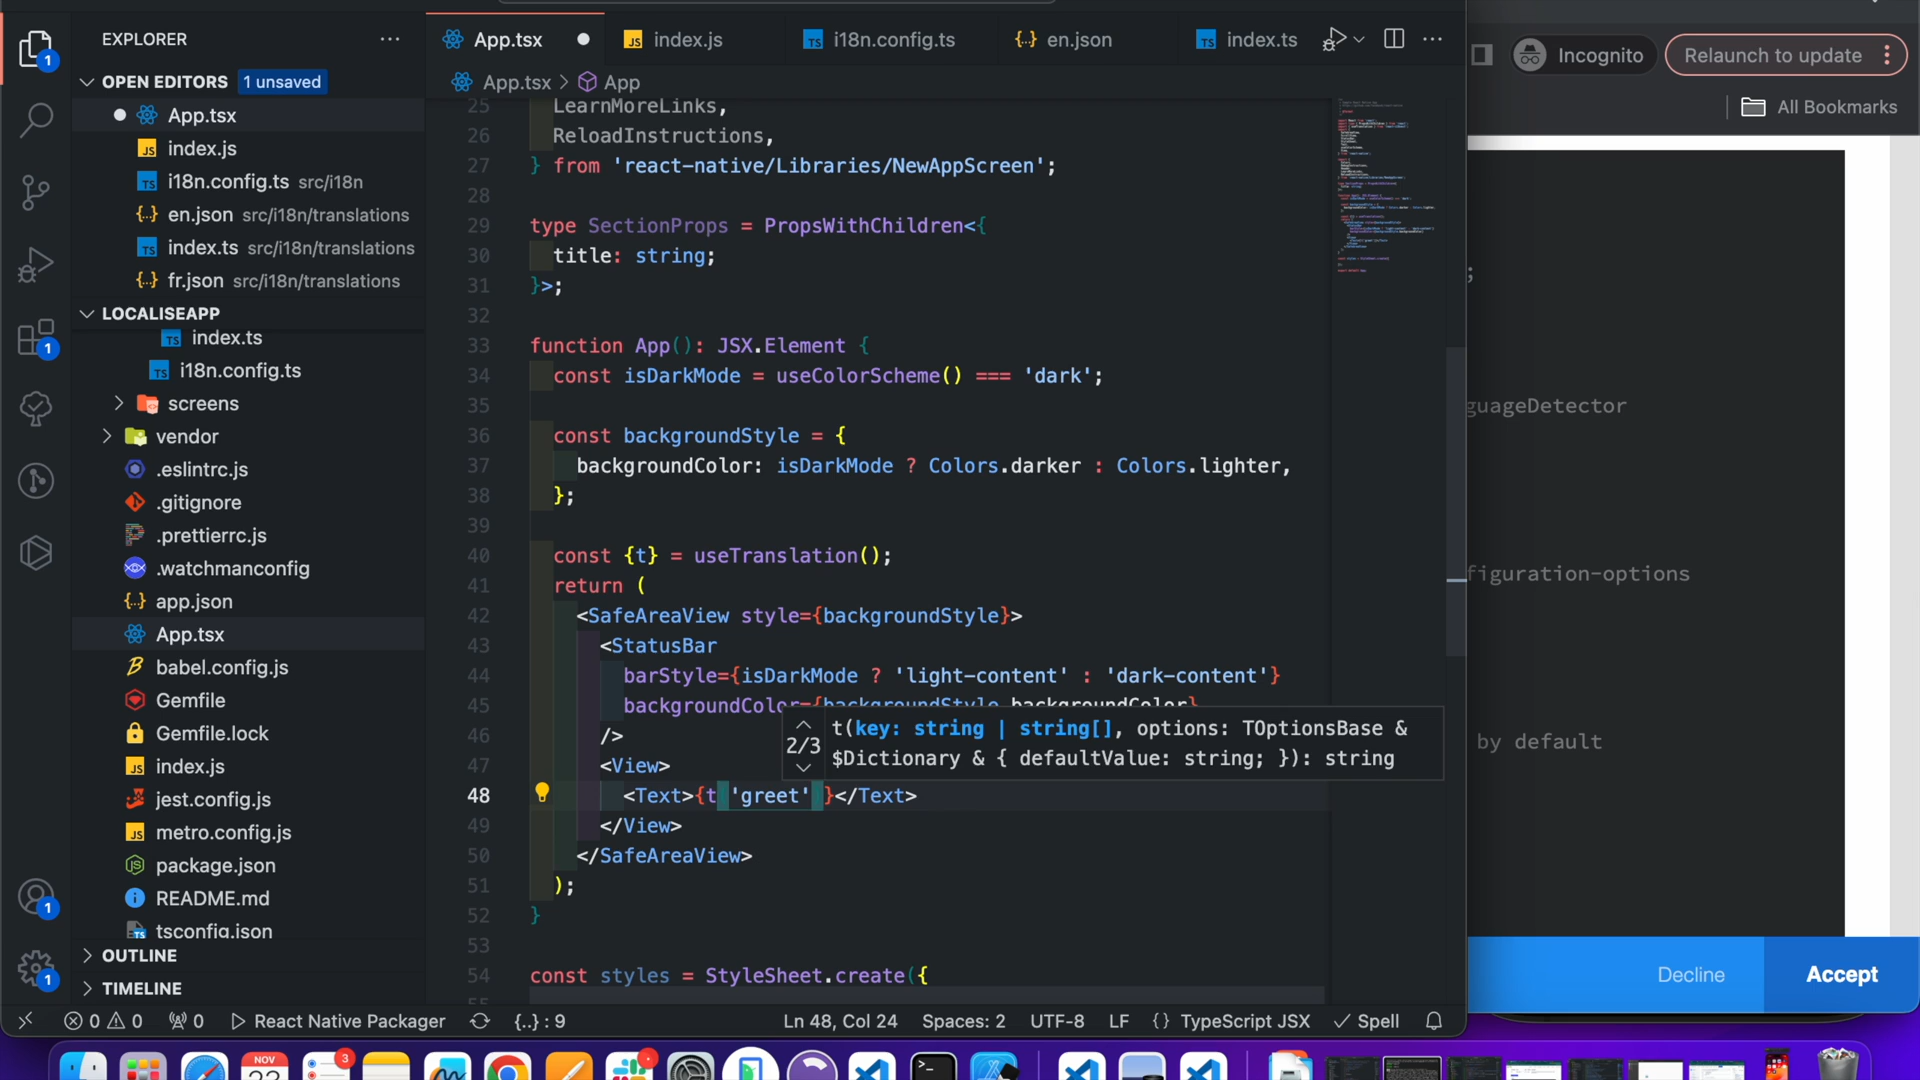 EXPLORER
OPEN EDITORS 1 unsaved
App.tsx
index.js
i18n.config.ts src/i18n
en.json src/i18n/translations
index.ts src/i18n/translations
fr.json src/i18n/translations
LOCALISEAPP
index.ts
i18n.config.ts
screens
vendor
.eslintrc.js
.gitignore
.prettierrc.js
.watchmanconfig
app.json
App.tsx
babel.config.js
Gemfile
Gemfile.lock
index.js
jest.config.js
metro.config.js
package.json
README.md
tsconfig.json
OUTLINE
TIMELINE
App.tsx index.js i18n.config.ts en.json index.ts
App.tsx > App
25 LearnMoreLinks,
26 ReloadInstructions,
27 } from 'react-native/Libraries/NewAppScreen';
28
29 type SectionProps = PropsWithChildren<{
30 title: string;
31 }>;
32
33 function App(): JSX.Element {
34 const isDarkMode = useColorScheme() === 'dark';
35
36 const backgroundStyle = {
37 backgroundColor: isDarkMode ? Colors.darker : Colors.lighter,
38 };
39
40 const {t} = useTranslation();
41 return (
42 <SafeAreaView style={backgroundStyle}>
43 <StatusBar
44 barStyle={isDarkMode ? 'light-content' : 'dark-content'}
45 backgroundColor={backgroundStyle.backgroundColor}
46 />
47 <View>
48 <Text>{t('greet')}</Text>
49 </View>
50 </SafeAreaView>
51 );
52 }
53
54 const styles = StyleSheet.create({
55
2/3
t(key: string | string[], options: TOptionsBase &
$Dictionary & { defaultValue: string; }): string
0 0 0 React Native Packager {..} : 9 Ln 48, Col 24 Spaces: 2 UTF-8 LF {} TypeScript JSX Spell
Incognito Relaunch to update
All Bookmarks
;
guageDetector
figuration-options
by default
Decline Accept
1
1
1
1
NOV
22
3